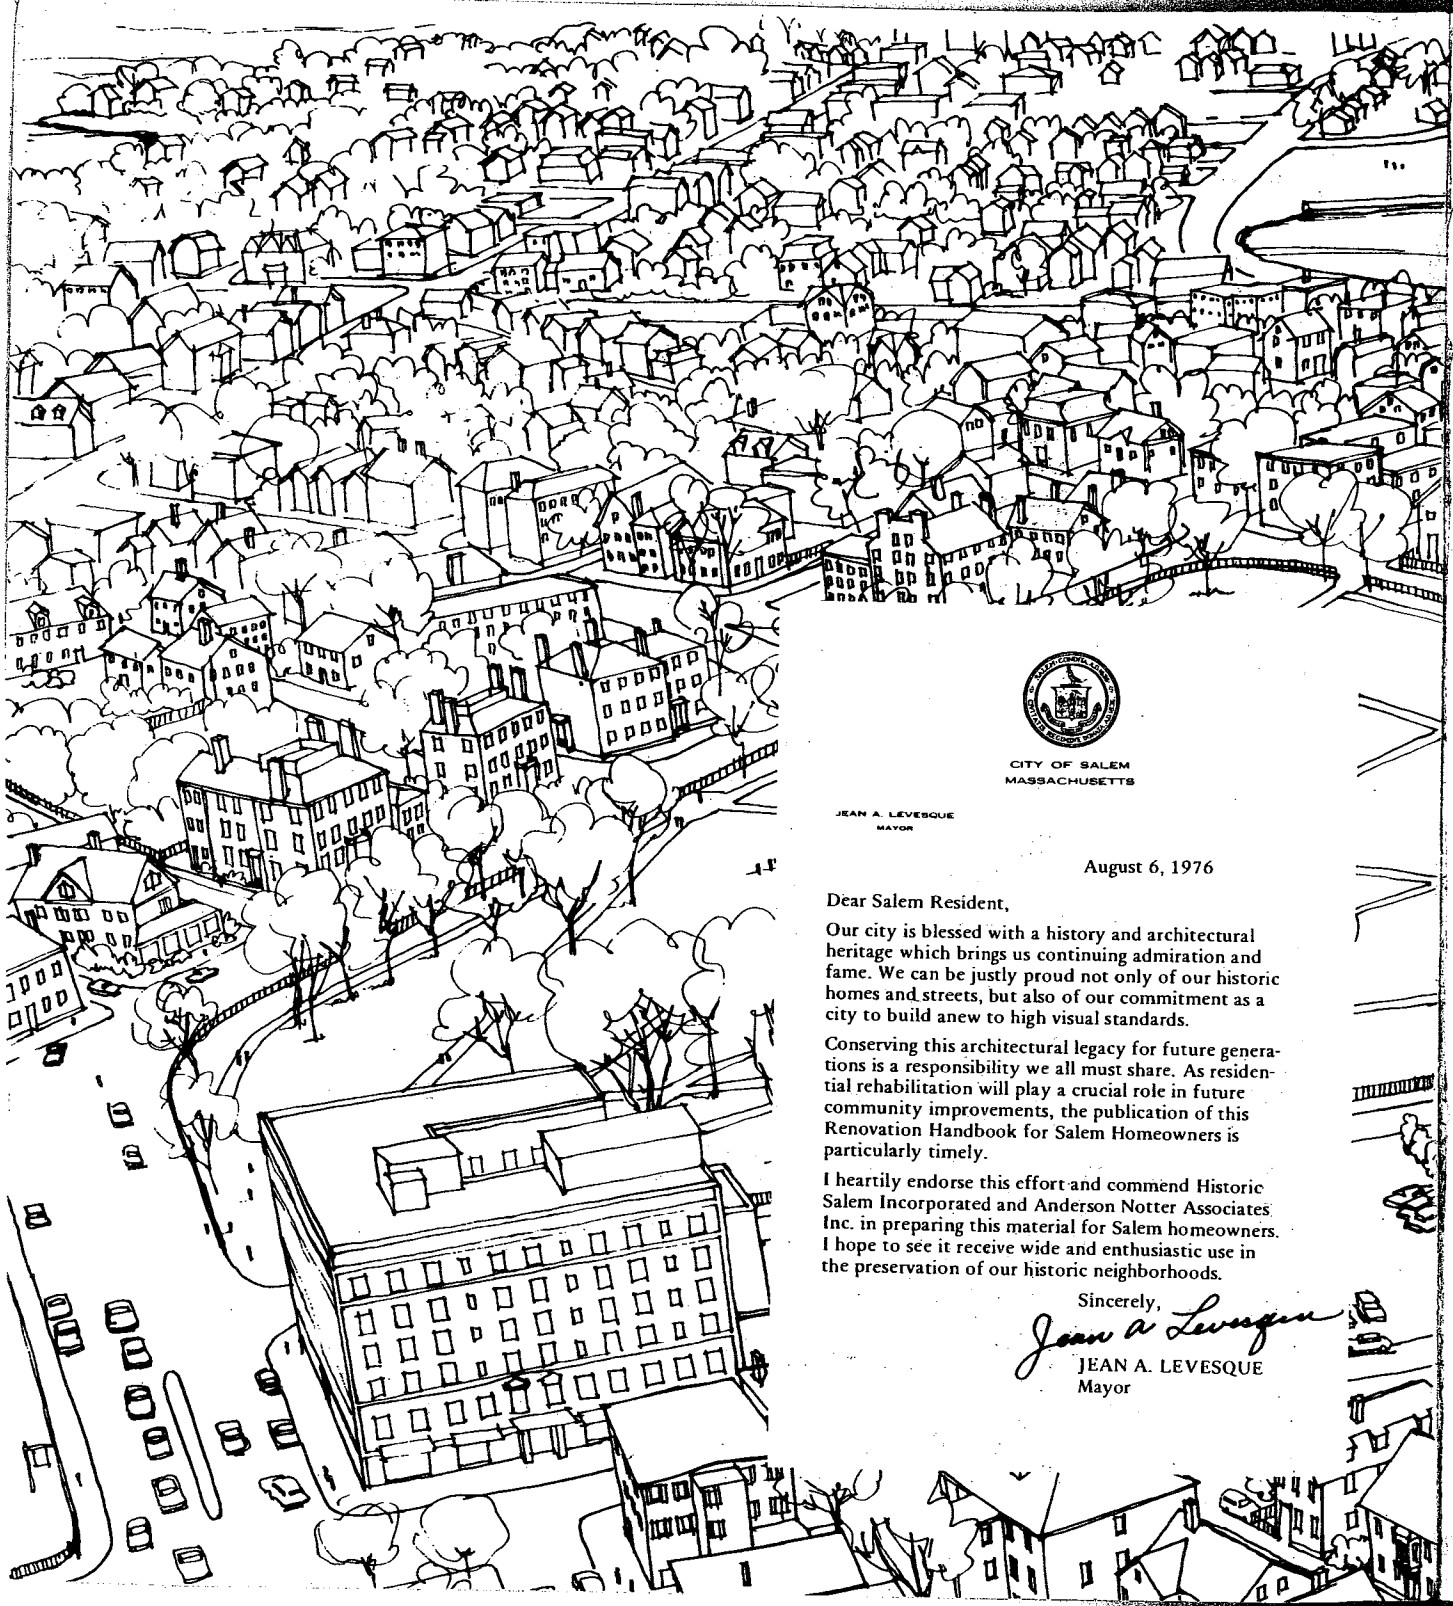 CITY OF SALEM
MASSACHUSETTS
JEAN A. LEVESQUE
MAYOR
August 6, 1976
Dear Salem Resident,
Our city is blessed with a history and architectural
heritage which brings us continuing admiration and
fame. We can be justly proud not only of our historic
homes and streets, but also of our commitment as a
city to build anew to high visual standards.
Conserving this architectural legacy for future genera-
tions is a responsibility we all must share. As residen-
tial rehabilitation will play a crucial role in future
community improvements, the publication of this
Renovation Handbook for Salem Homeowners is
particularly timely.
I heartily endorse this effort and commend Historic
Salem Incorporated and Anderson Notter Associates
Inc. in preparing this material for Salem homeowners.
I hope to see it receive wide and enthusiastic use in
the preservation of our historic neighborhoods.
Sincerely,
Jean A Levesque
JEAN A. LEVESQUE
Mayor